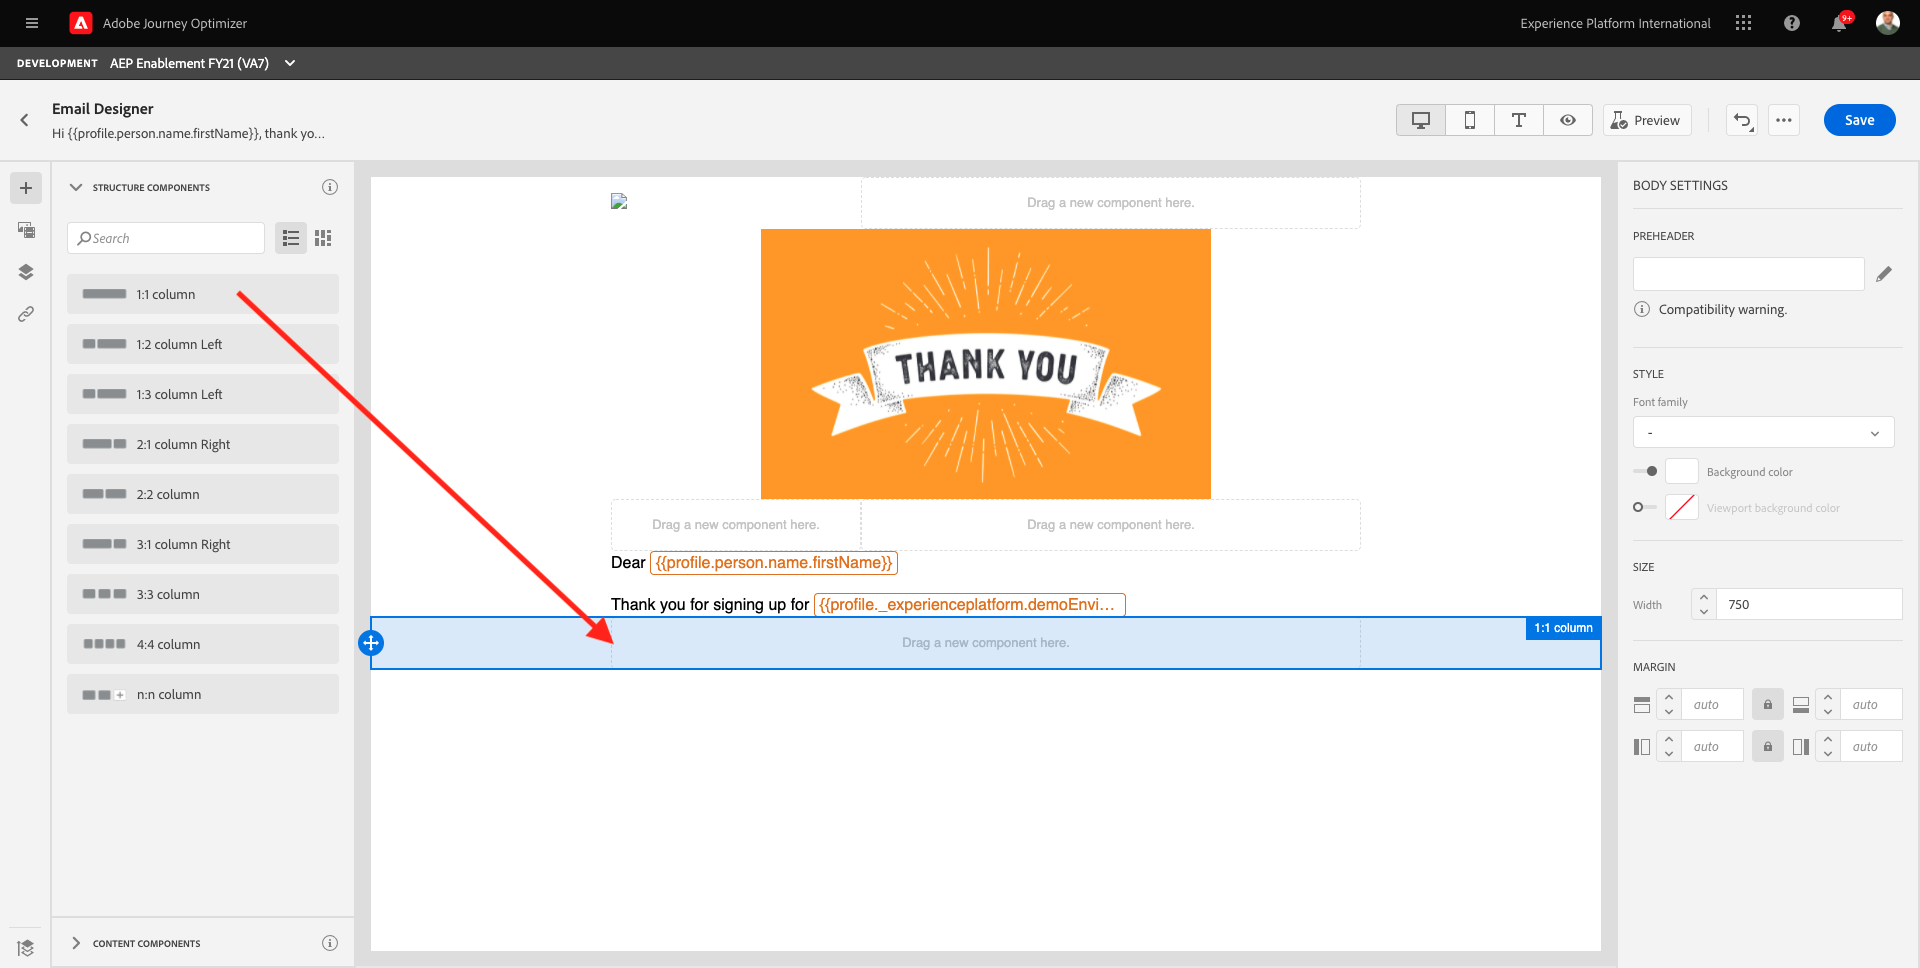 Adobe Journey Optimizer
Experience Platform International
9+
DEVELOPMENT AEP Enablement FY21 (VA7)
Email Designer
Hi {{profile.person.name.firstName}}, thank yo...
Preview
Save
STRUCTURE COMPONENTS
Search
1:1 column
1:2 column Left
1:3 column Left
2:1 column Right
2:2 column
3:1 column Right
3:3 column
4:4 column
n:n column
CONTENT COMPONENTS
Drag a new component here.
THANK YOU
Drag a new component here.
Drag a new component here.
Dear {{profile.person.name.firstName}}
Thank you for signing up for {{profile._experienceplatform.demoEnvi...
1:1 column
Drag a new component here.
BODY SETTINGS
PREHEADER
Compatibility warning.
STYLE
Font family
-
Background color
Viewport background color
SIZE
Width 750
MARGIN
auto auto
auto auto